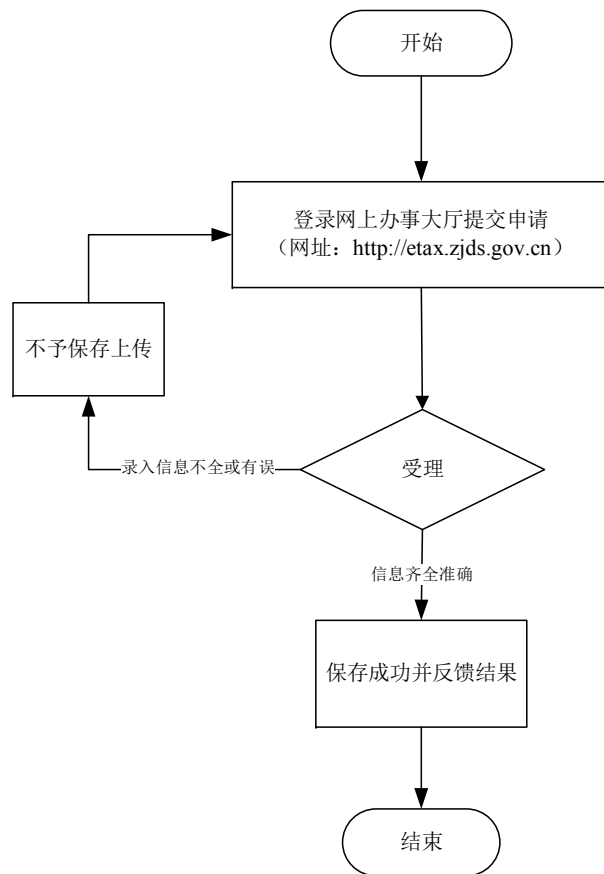 开始
登录网上办事大厅提交申请
（网址：http://etax.zjds.gov.cn）
不予保存上传
录入信息不全或有误
受理
信息齐全准确
保存成功并反馈结果
结束